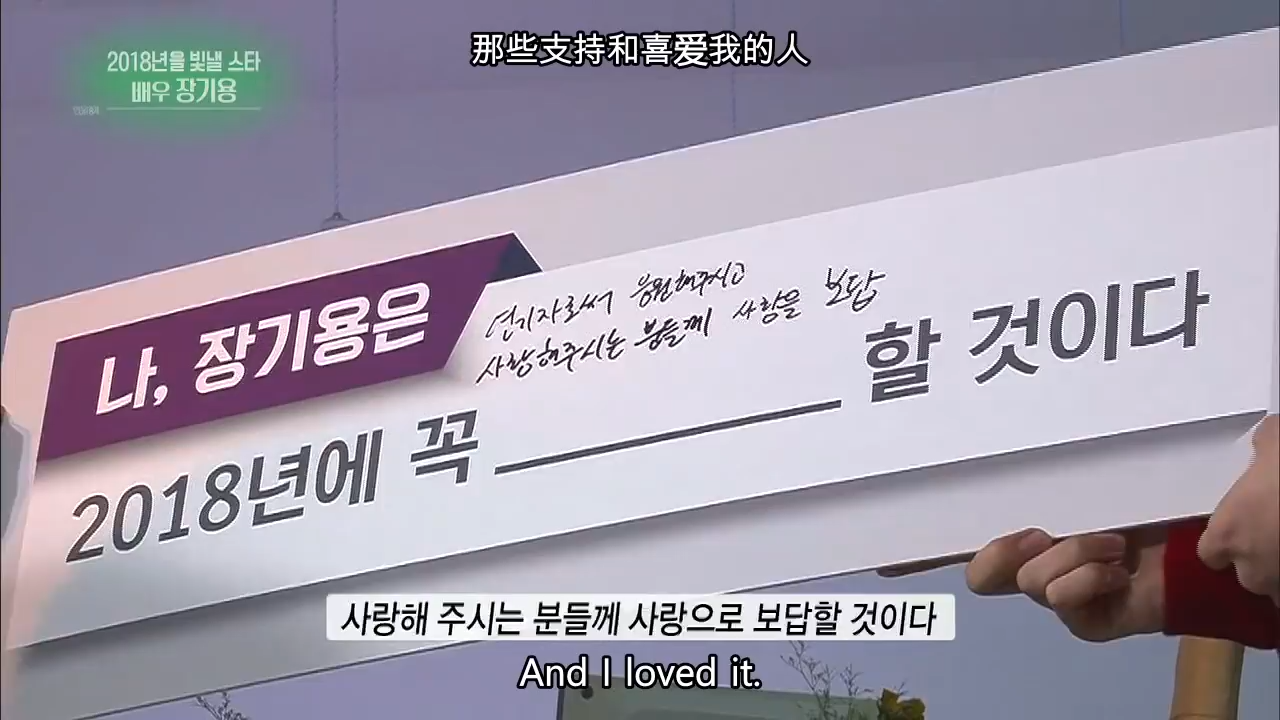 2018년을 빛낼 스타
배우 장기용
那些支持和喜爱我的人
나, 장기용은
연기자로써 응원해주시고
사랑해주시는 분들께 사랑을 보답
2018년에 꼭 할 것이다
사랑해 주시는 분들께 사랑으로 보답할 것이다
And I loved it.